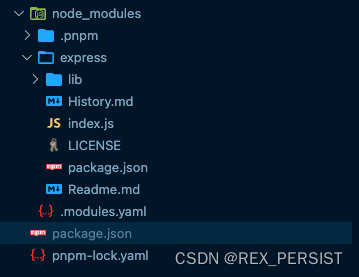 node_modules
.pnpm
express
lib
History.md
JS index.js
LICENSE
npm package.json
Readme.md
{..} .modules.yaml
npm package.json
{..} pnpm-lock.yaml
CSDN @REX_PERSIST